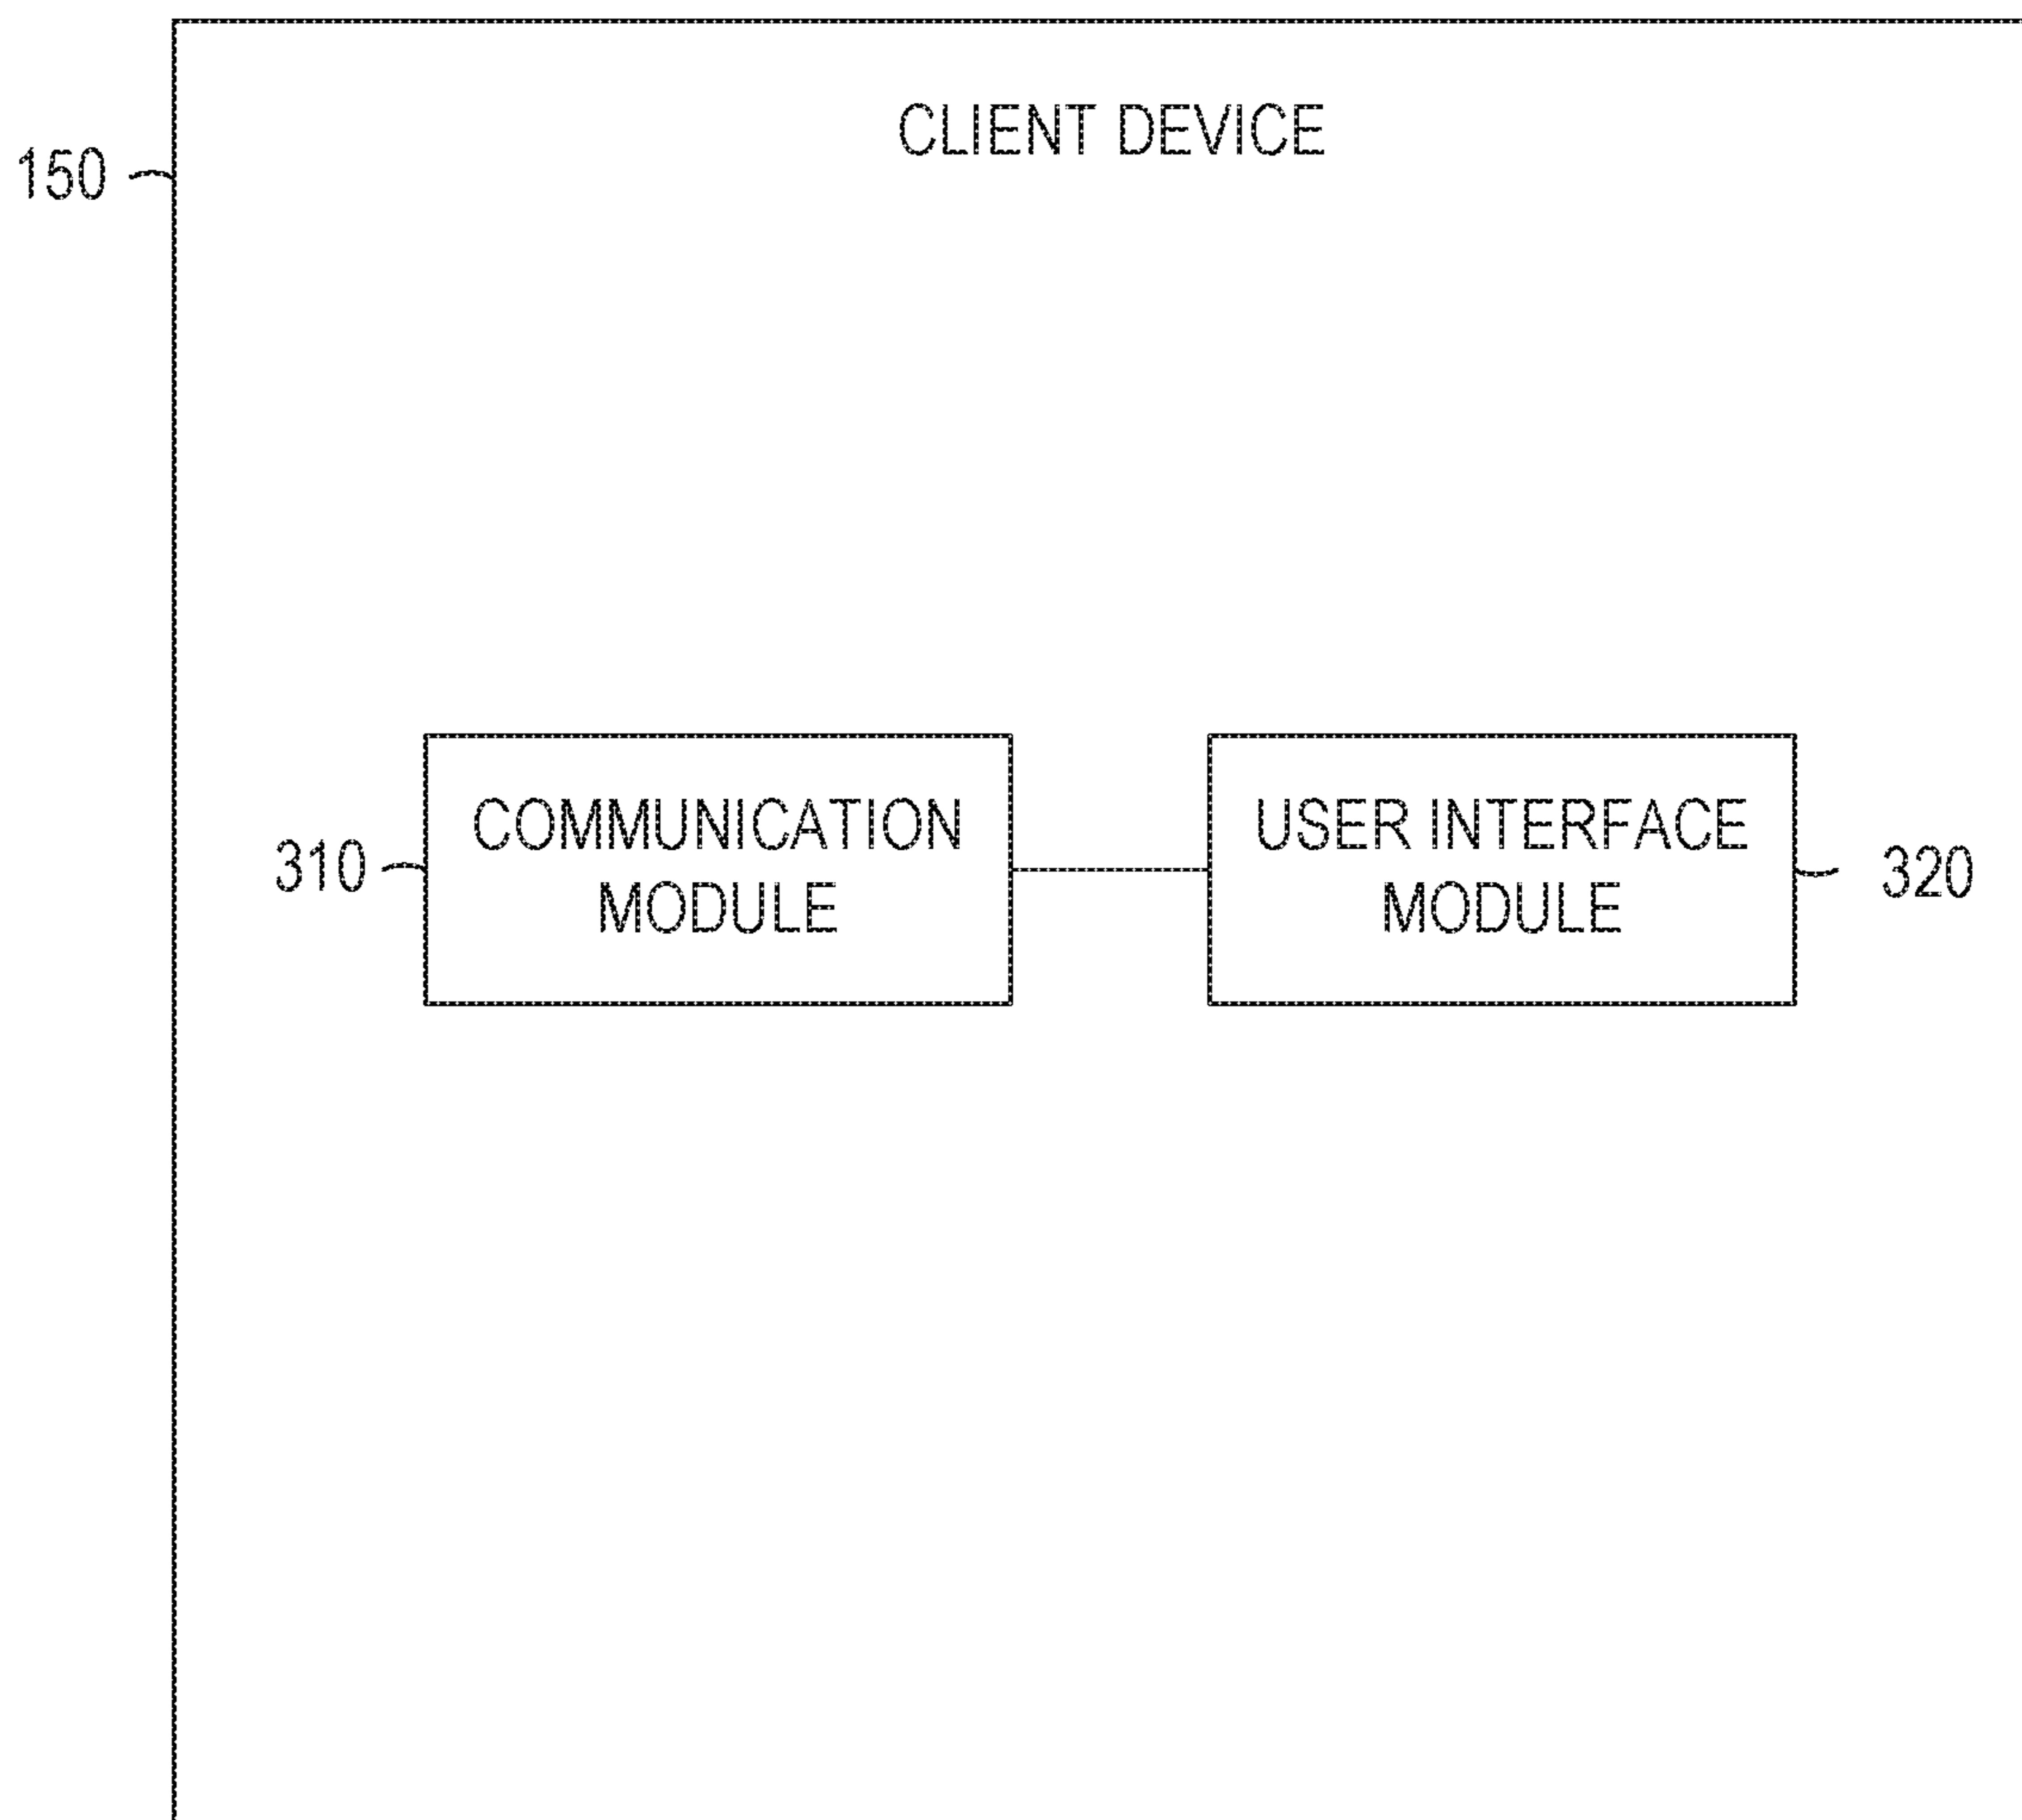 CLIENT DEVICE
150
COMMUNICATION
MODULE
310
USER INTERFACE
MODULE
320